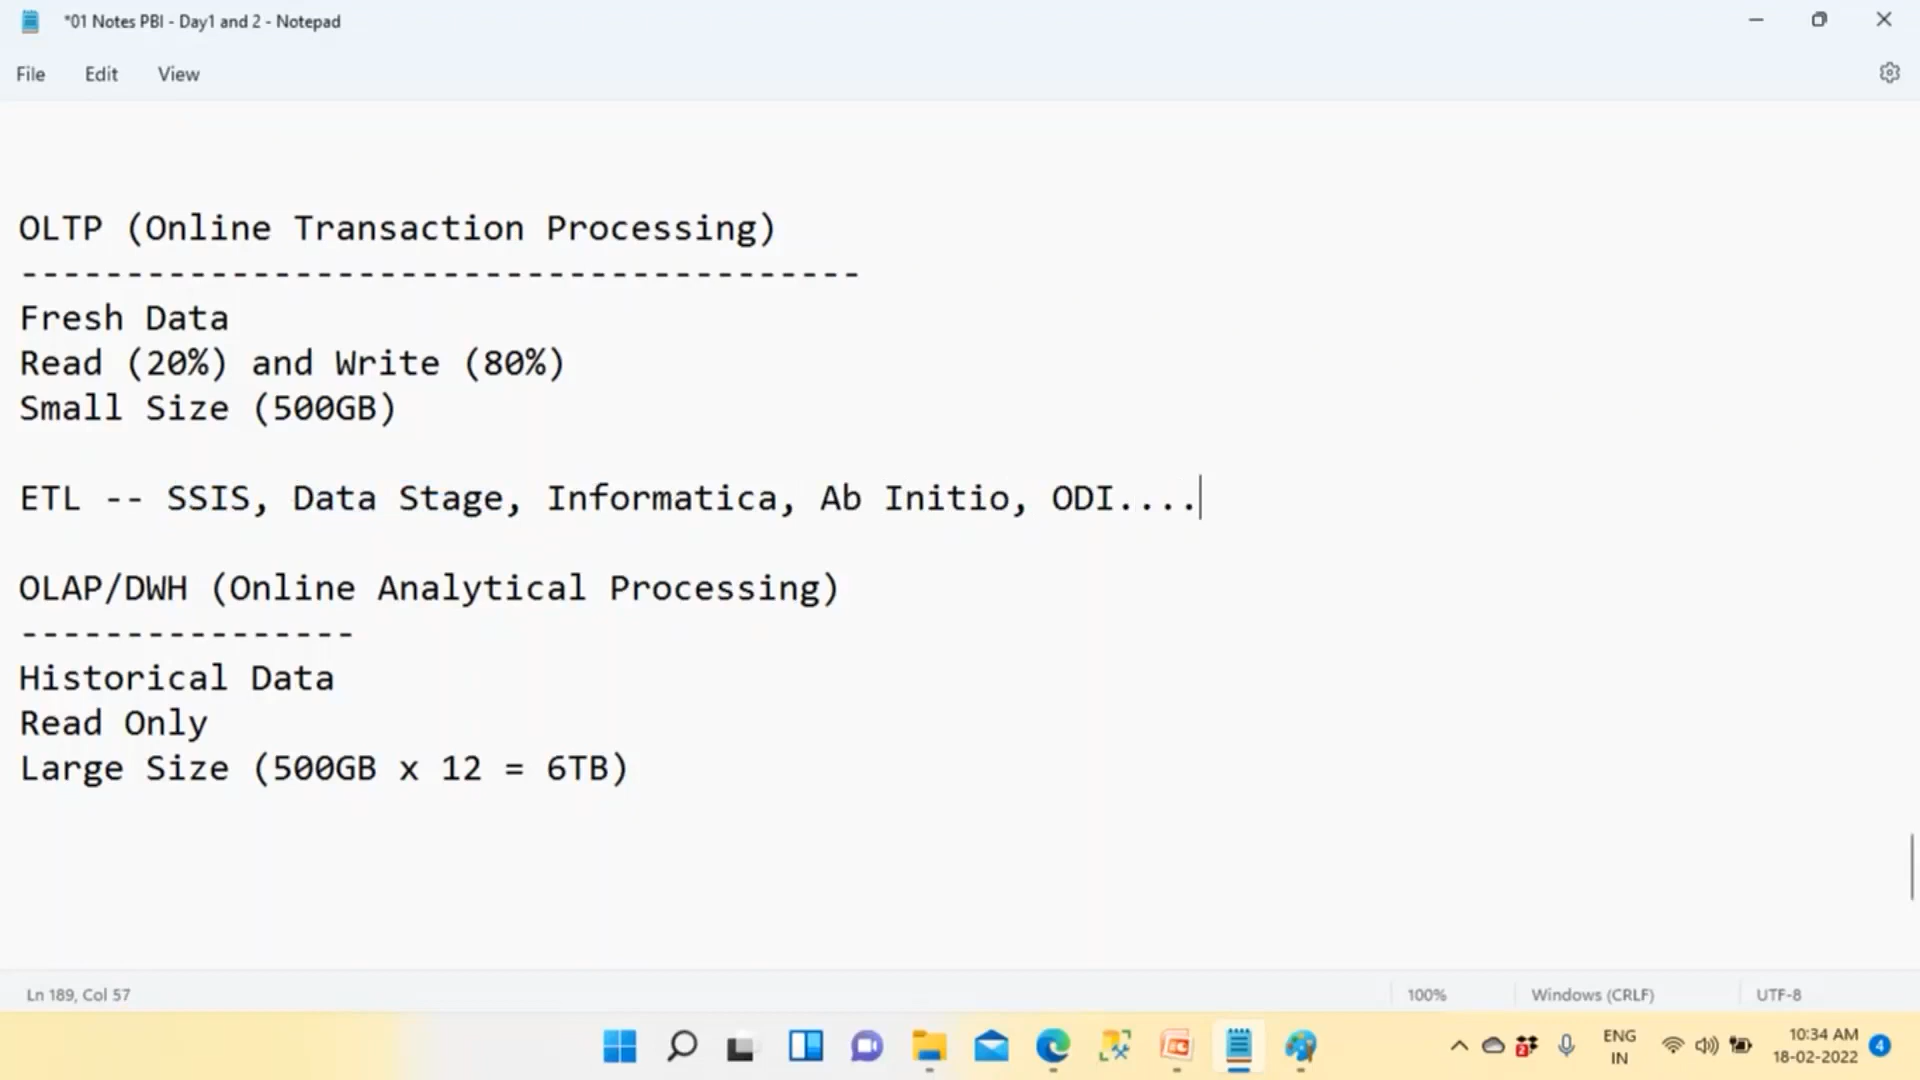 *01 Notes PBI - Day1 and 2 - Notepad
File Edit View
OLTP (Online Transaction Processing)
----------------------------------------
Fresh Data
Read (20%) and Write (80%)
Small Size (500GB)
ETL -- SSIS, Data Stage, Informatica, Ab Initio, ODI....
OLAP/DWH (Online Analytical Processing)
----------------
Historical Data
Read Only
Large Size (500GB x 12 = 6TB)
Ln 189, Col 57 100% Windows (CRLF) UTF-8
2
ENG
IN
10:34 AM
18-02-2022
4